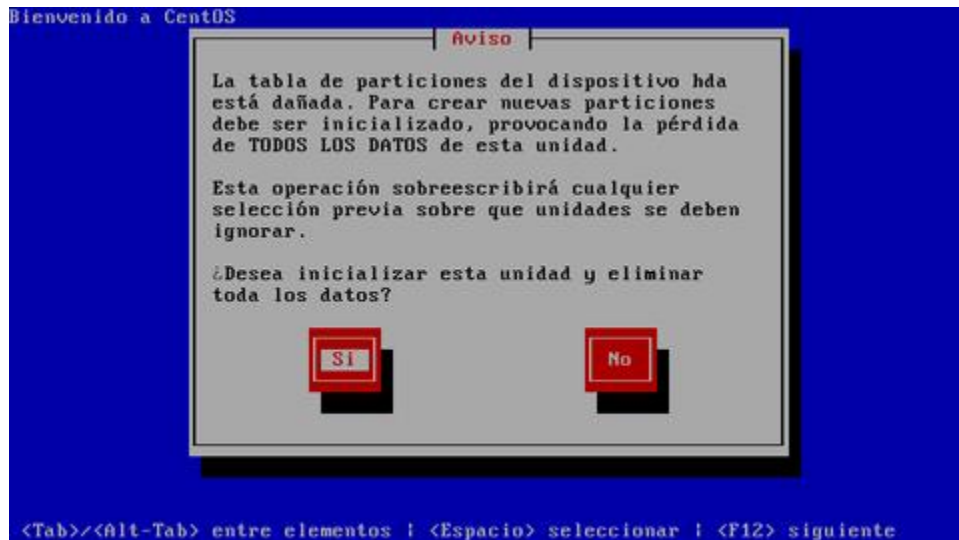 Bienvenido a CentOS
Aviso
La tabla de particiones del dispositivo hda
está dañada. Para crear nuevas particiones
debe ser inicializado, provocando la pérdida
de TODOS LOS DATOS de esta unidad.
Esta operación sobreescribirá cualquier
selección previa sobre que unidades se deben
ignorar.
¿Desea inicializar esta unidad y eliminar
toda los datos?
Si No
<Tab>/<Alt-Tab> entre elementos | <Espacio> seleccionar | <F12> siguiente